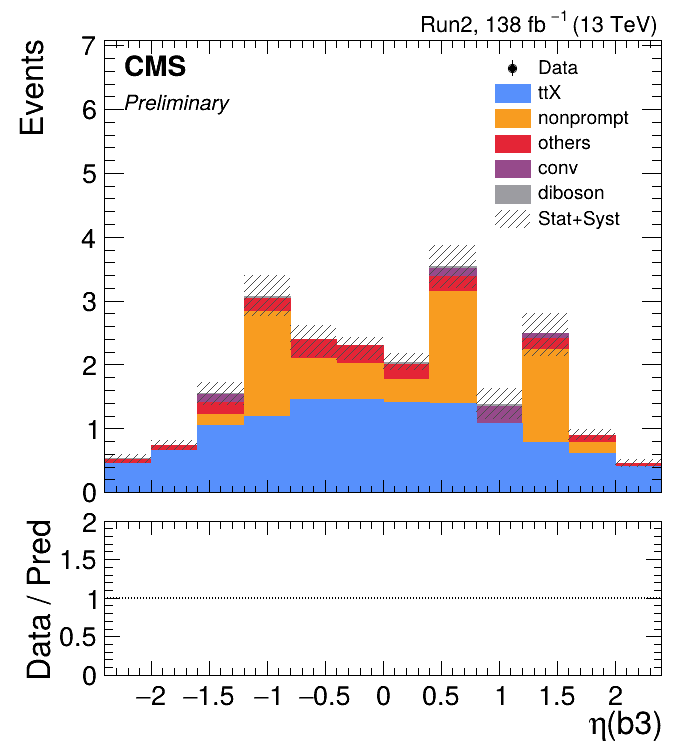 Run2, 138 fb⁻¹ (13 TeV)
Events
7
6
5
4
3
2
1
0
CMS
Preliminary
Data
ttX
nonprompt
others
conv
diboson
Stat+Syst
Data / Pred
2
1.5
1
0.5
0
−2 −1.5 −1 −0.5 0 0.5 1 1.5 2
η(b3)